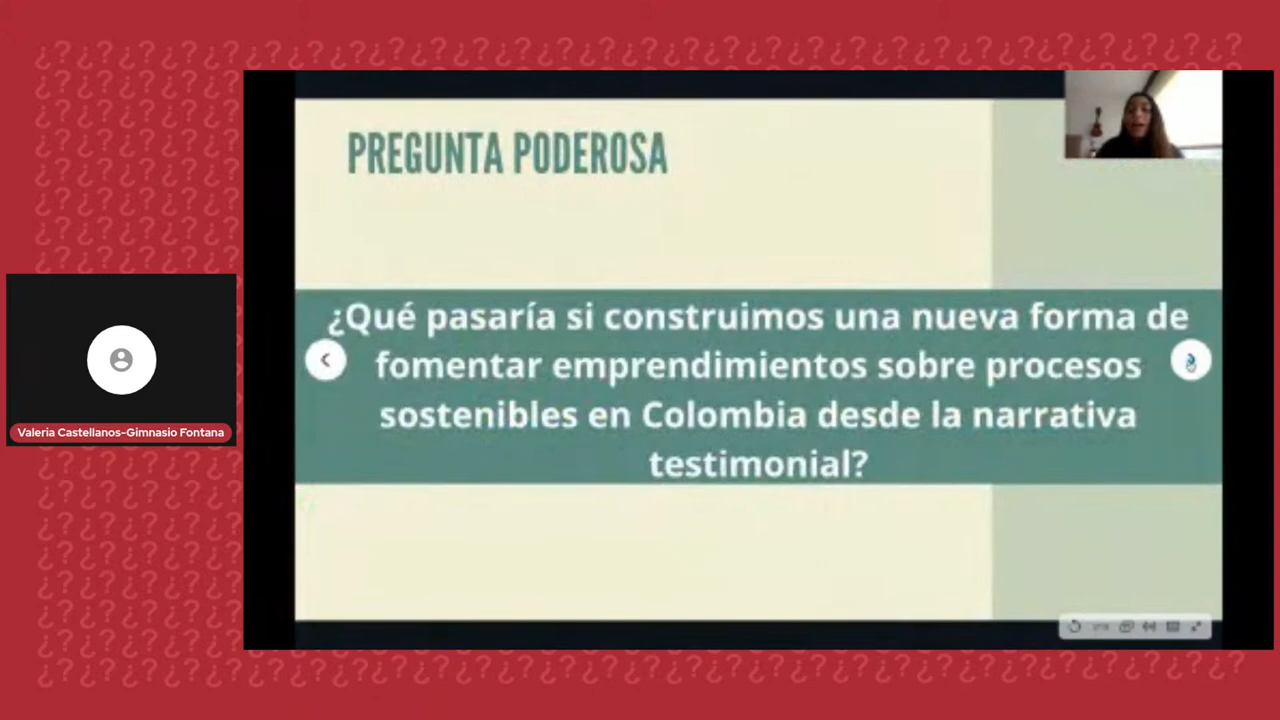 PREGUNTA PODEROSA
¿Qué pasaría si construimos una nueva forma de
fomentar emprendimientos sobre procesos
sostenibles en Colombia desde la narrativa
testimonial?
Valeria Castellanos-Gimnasio Fontana